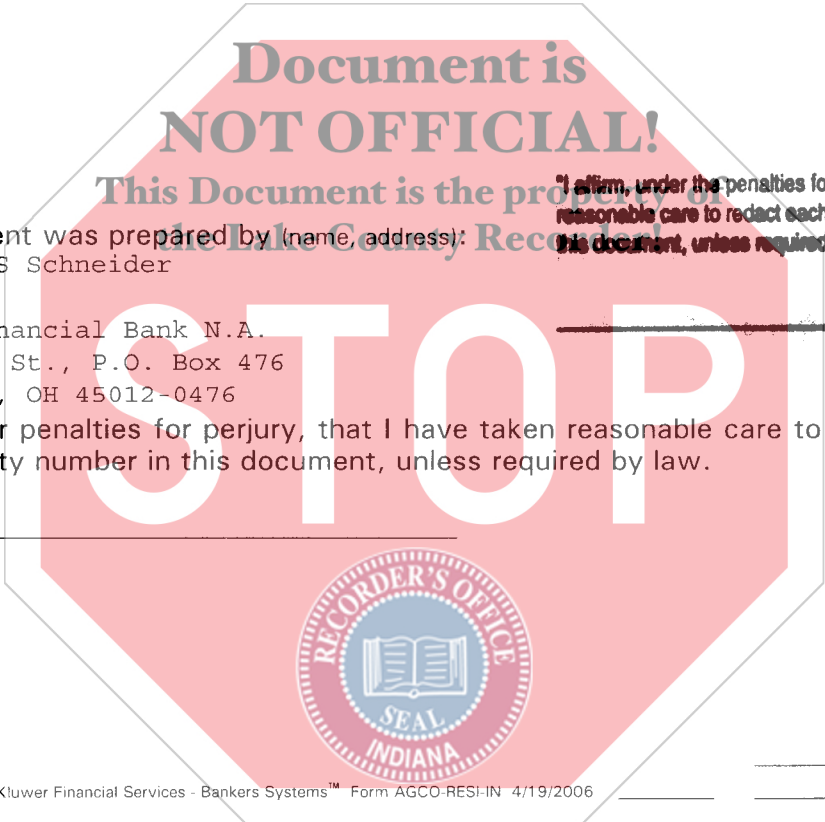 Document is
NOT OFFICIAL!
This Document is the property of
the Lake County Recorder!
"I affirm, under the penalties fo
reasonable care to redact each
this document, unless required
ent was prepared by (name, address):
S Schneider
nancial Bank N.A.
St., P.O. Box 476
, OH 45012-0476
r penalties for perjury, that I have taken reasonable care to
ty number in this document, unless required by law.
STOP
RECORDER'S OFFICE
SEAL
INDIANA
Kluwer Financial Services - Bankers Systems™ Form AGCO-RESI-IN 4/19/2006